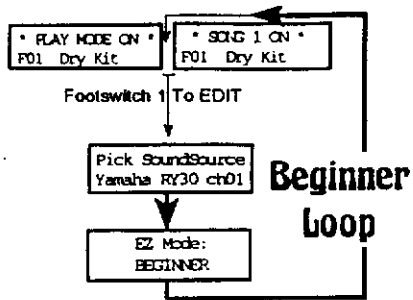 * PLAY MODE ON *
F01 Dry Kit
* SONG 1 ON *
F01 Dry Kit
Footswitch 1 To EDIT
Pick SoundSource
Yamaha RY30 ch01
Beginner
Loop
EZ Mode:
BEGINNER